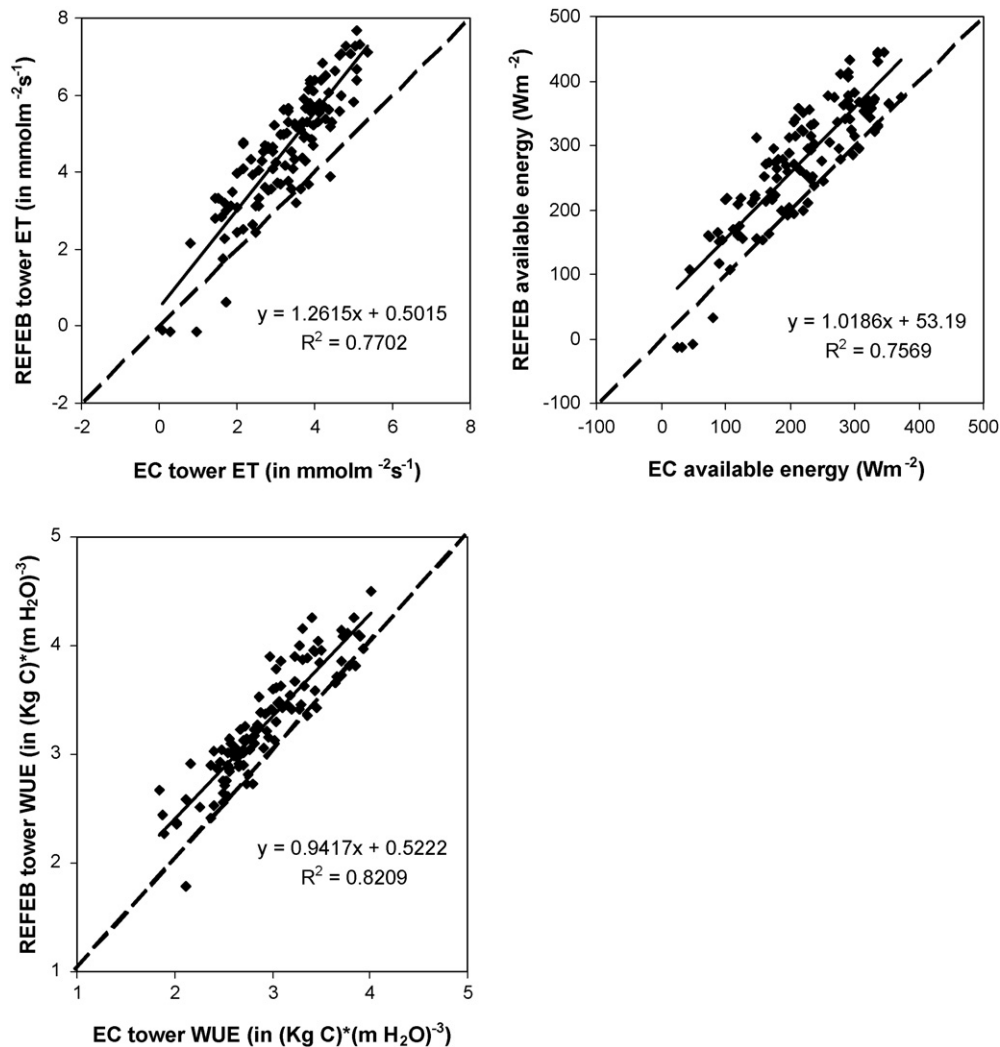 8
6
4
2
0
-2
-2 0 2 4 6 8
REFEB tower ET (in mmolm⁻²s⁻¹)
EC tower ET (in mmolm ⁻²s⁻¹)
y = 1.2615x + 0.5015
R² = 0.7702
500
400
300
200
100
0
-100
-100 0 100 200 300 400 500
REFEB available energy (Wm⁻²)
EC available energy (Wm⁻²)
y = 1.0186x + 53.19
R² = 0.7569
5
4
3
2
1
1 2 3 4 5
REFEB tower WUE (in (Kg C)*(m H₂O)⁻³)
EC tower WUE (in (Kg C)*(m H₂O)⁻³)
y = 0.9417x + 0.5222
R² = 0.8209